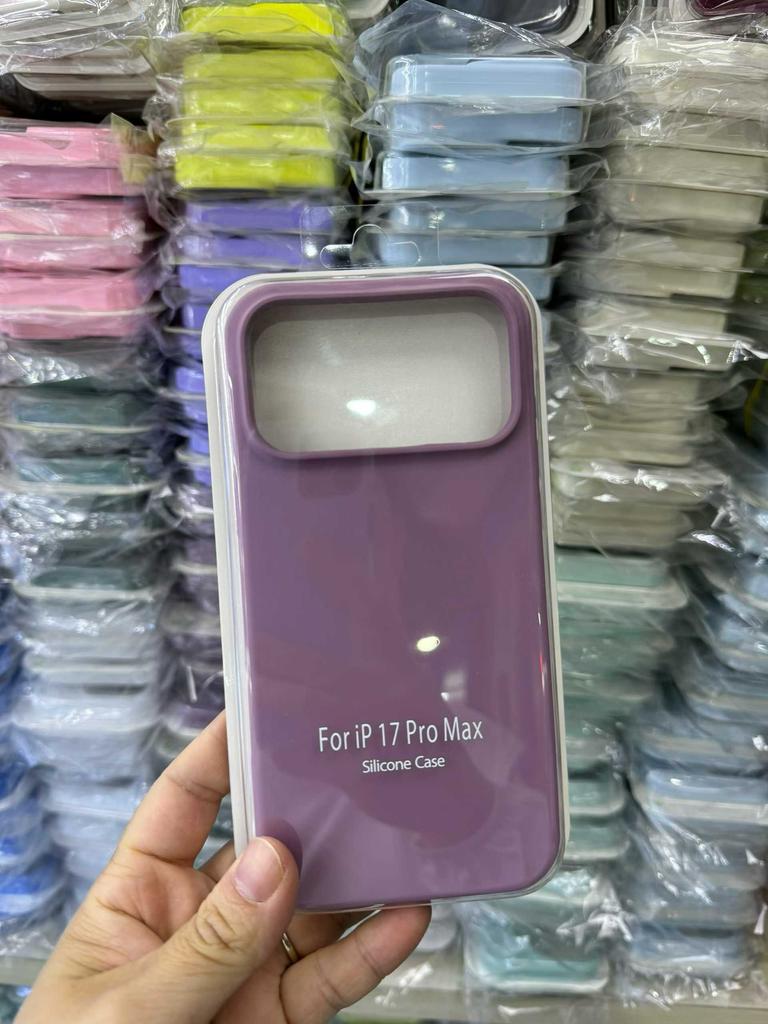 For iP 17 Pro Max
Silicone Case